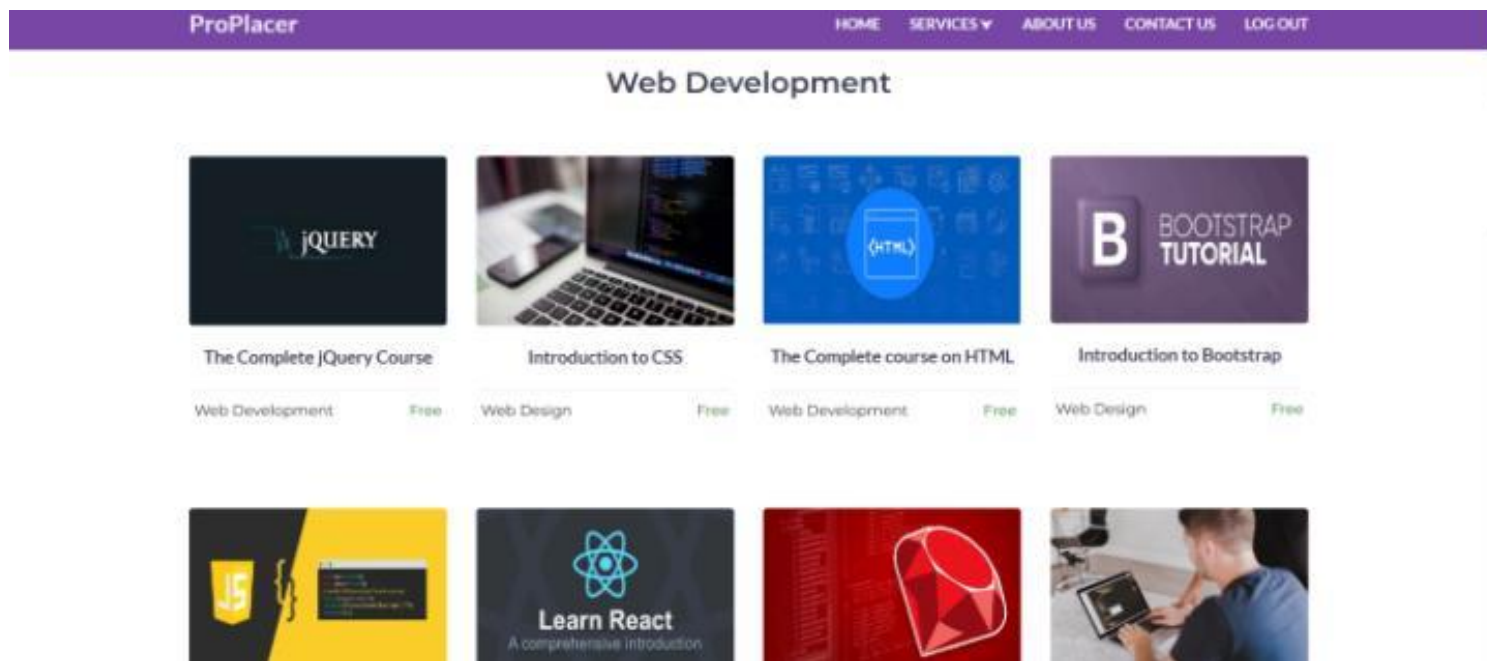 ProPlacer
HOME SERVICES ABOUT US CONTACT US LOG OUT
Web Development
jQUERY
<HTML>
B BOOTSTRAP
TUTORIAL
The Complete jQuery Course
Introduction to CSS
The Complete course on HTML
Introduction to Bootstrap
Web Development Free
Web Design Free
Web Development Free
Web Design Free
JS {}
Learn React
A comprehensive introduction